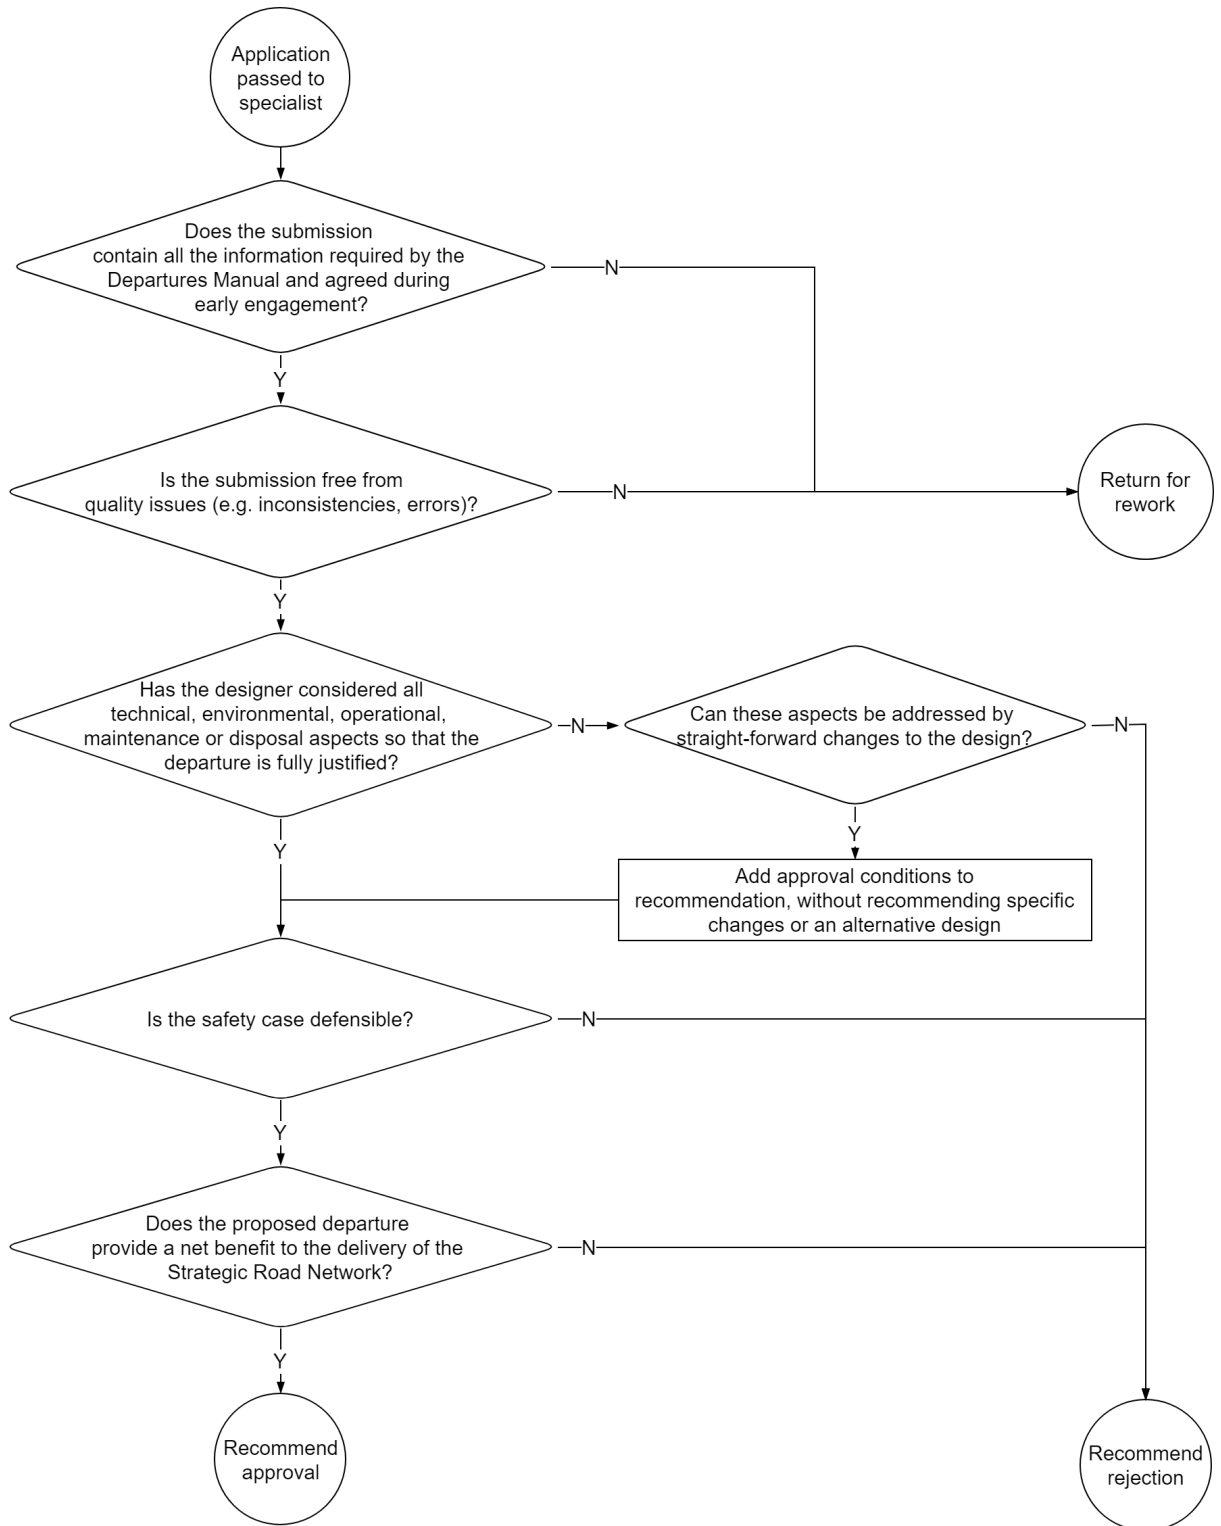 Application
passed to
specialist
Does the submission
contain all the information required by the
Departures Manual and agreed during
early engagement?
N
Y
Is the submission free from
quality issues (e.g. inconsistencies, errors)?
N
Return for
rework
Y
Has the designer considered all
technical, environmental, operational,
maintenance or disposal aspects so that the
departure is fully justified?
N
Can these aspects be addressed by
straight-forward changes to the design?
N
Y
Y
Add approval conditions to
recommendation, without recommending specific
changes or an alternative design
Is the safety case defensible?
N
Y
Does the proposed departure
provide a net benefit to the delivery of the
Strategic Road Network?
N
Y
Recommend
approval
Recommend
rejection